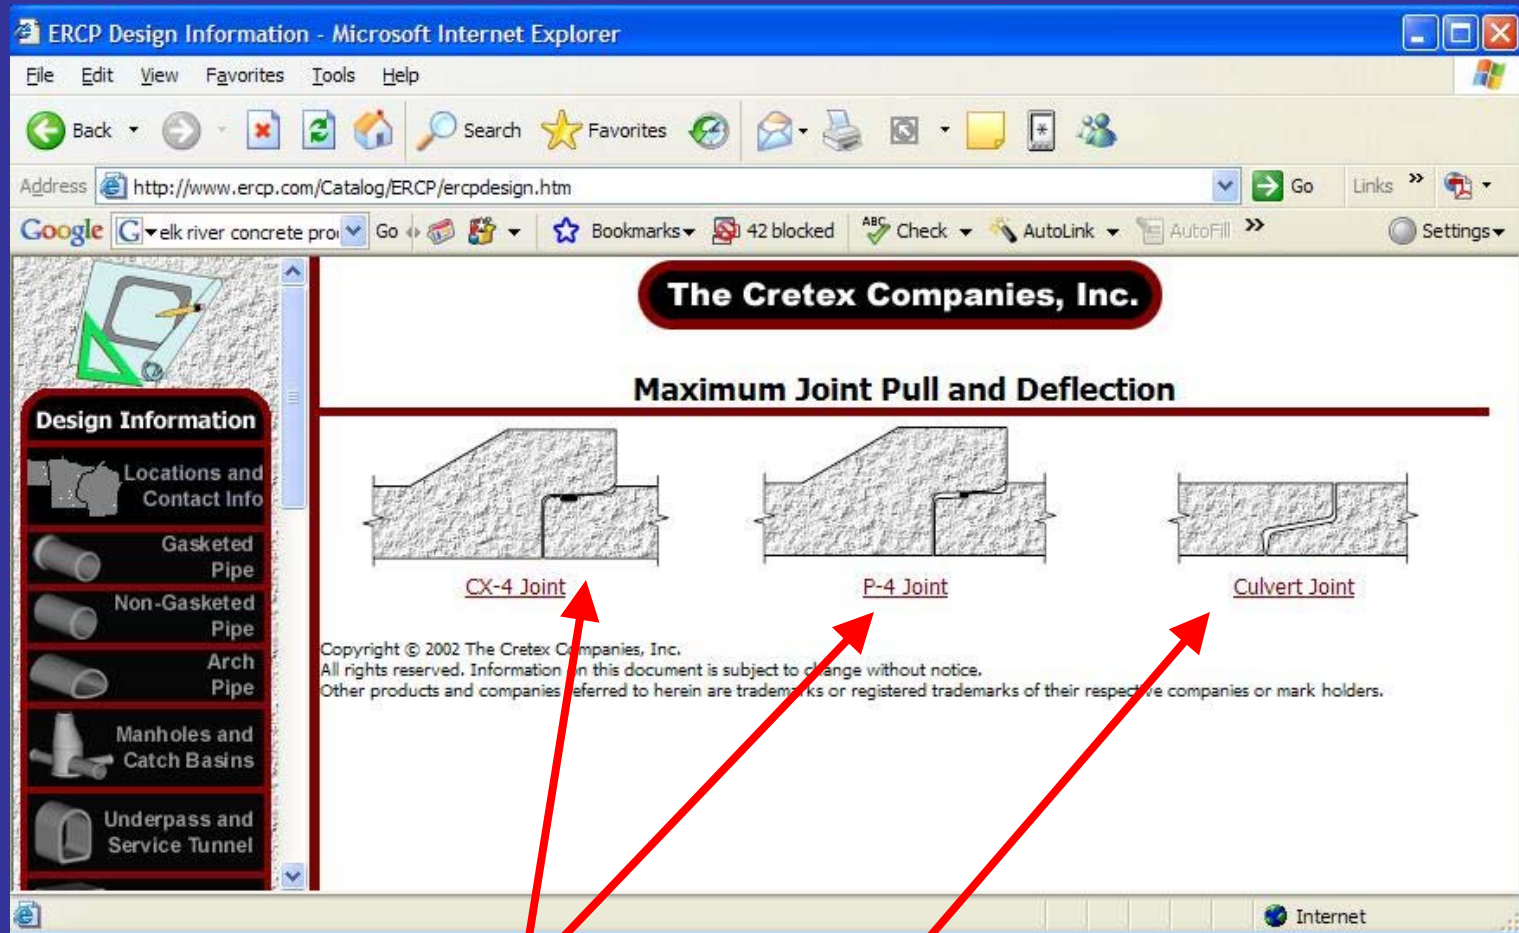 ERCP Design Information - Microsoft Internet Explorer
File Edit View Favorites Tools Help
Back Search Favorites
Address http://www.ercp.com/Catalog/ERCP/ercpdesign.htm Go Links »
Google G elk river concrete pro Go Bookmarks 42 blocked ABC Check AutoLink AutoFill » Settings
The Cretex Companies, Inc.
Maximum Joint Pull and Deflection
Design Information
Locations and
Contact Info
Gasketed
Pipe
Non-Gasketed
Pipe
Arch
Pipe
Manholes and
Catch Basins
Underpass and
Service Tunnel
CX-4 Joint P-4 Joint Culvert Joint
Copyright © 2002 The Cretex Companies, Inc.
All rights reserved. Information on this document is subject to change without notice.
Other products and companies referred to herein are trademarks or registered trademarks of their respective companies or mark holders.
Internet